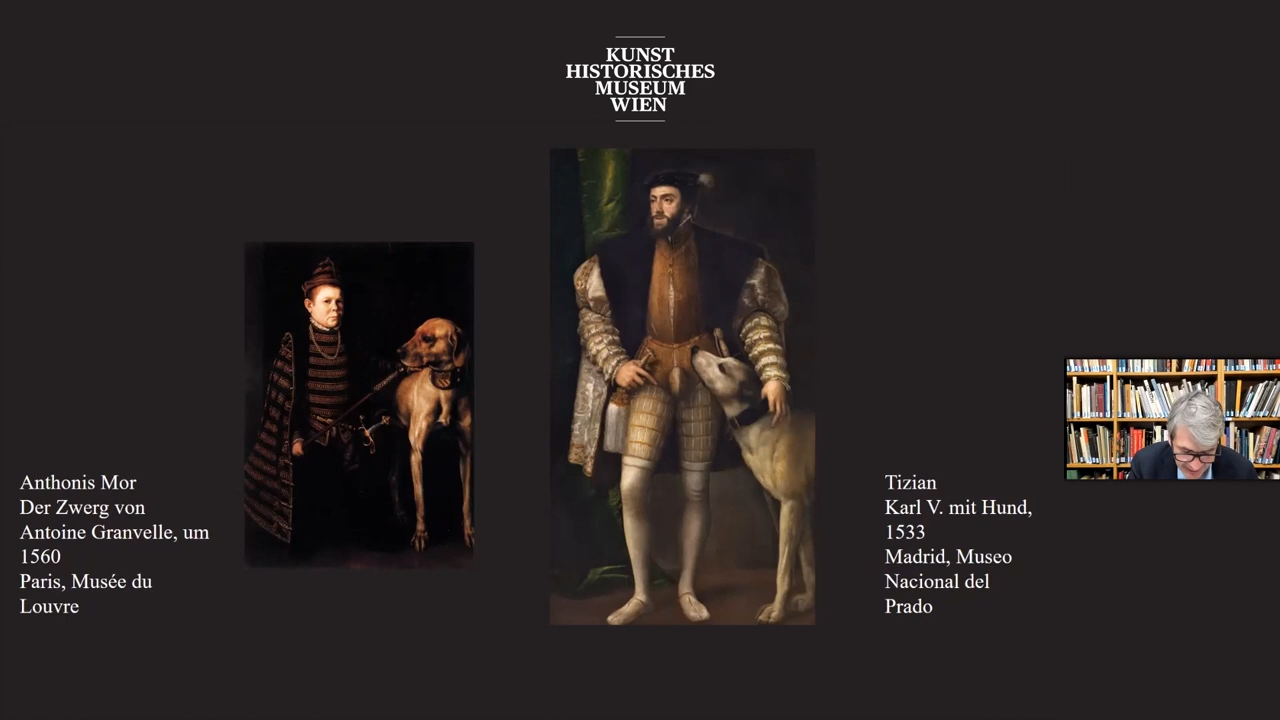 KUNST
HISTORISCHES
MUSEUM
WIEN
Anthonis Mor
Der Zwerg von
Antoine Granvelle, um
1560
Paris, Musée du
Louvre
Tizian
Karl V. mit Hund,
1533
Madrid, Museo
Nacional del
Prado